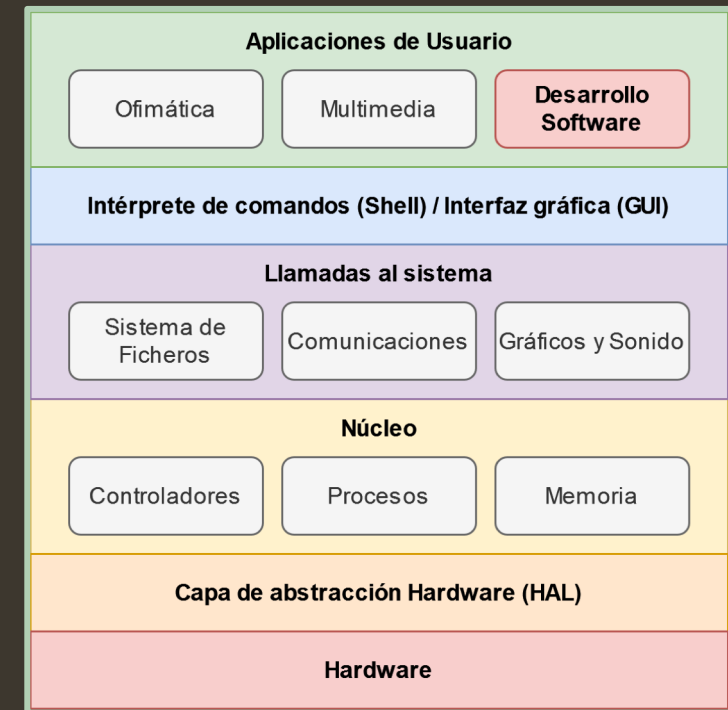 Aplicaciones de Usuario
Ofimática
Multimedia
Desarrollo
Software
Intérprete de comandos (Shell) / Interfaz gráfica (GUI)
Llamadas al sistema
Sistema de
Ficheros
Comunicaciones
Gráficos y Sonido
Núcleo
Controladores
Procesos
Memoria
Capa de abstracción Hardware (HAL)
Hardware